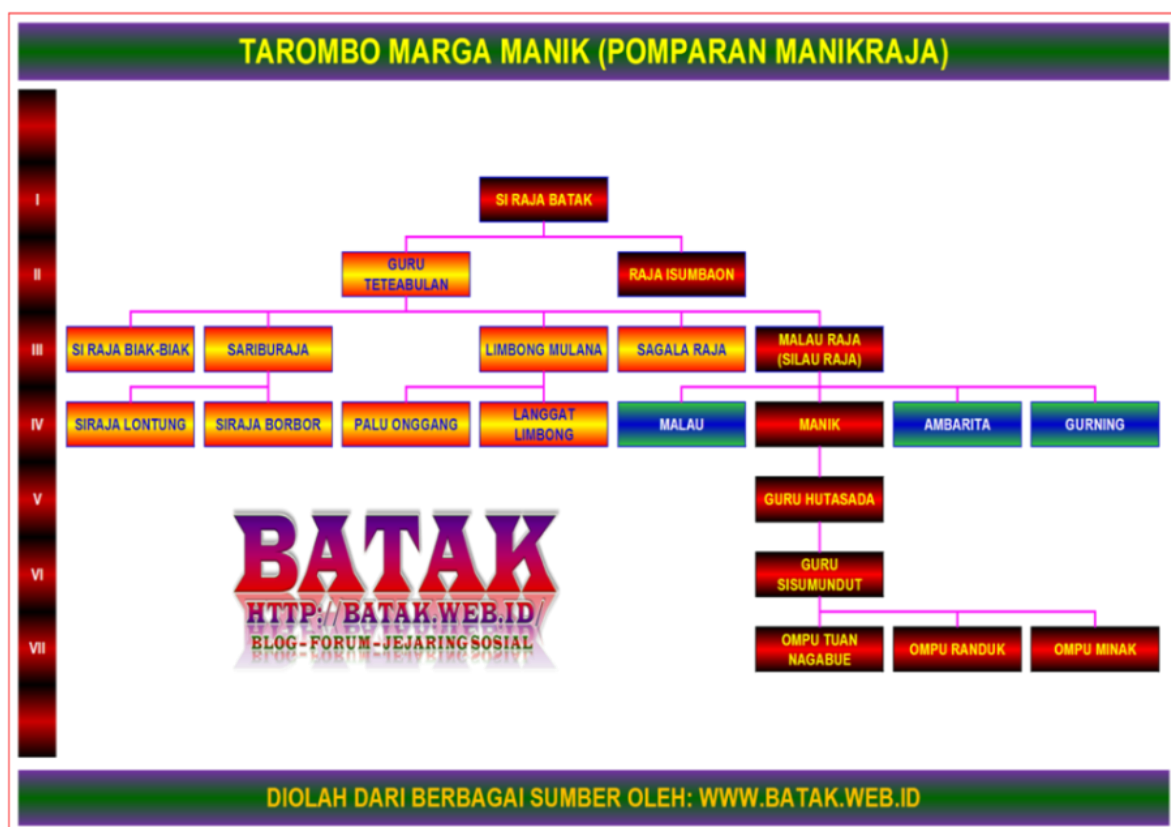 TAROMBO MARGA MANIK (POMPARAN MANIKRAJA)
I
SI RAJA BATAK
II
GURU
TETEABULAN
RAJA ISUMBAON
III
SI RAJA BIAK-BIAK
SARIBURAJA
LIMBONG MULANA
SAGALA RAJA
MALAU RAJA
(SILAU RAJA)
IV
SIRAJA LONTUNG
SIRAJA BORBOR
PALU ONGGANG
LANGGAT
LIMBONG
MALAU
MANIK
AMBARITA
GURNING
V
GURU HUTASADA
VI
GURU
SISUMUNDUT
VII
OMPU TUAN
NAGABUE
OMPU RANDUK
OMPU MINAK
BATAK
HTTP://BATAK.WEB.ID/
BLOG-FORUM-JEJARING SOSIAL
DIOLAH DARI BERBAGAI SUMBER OLEH: WWW.BATAK.WEB.ID